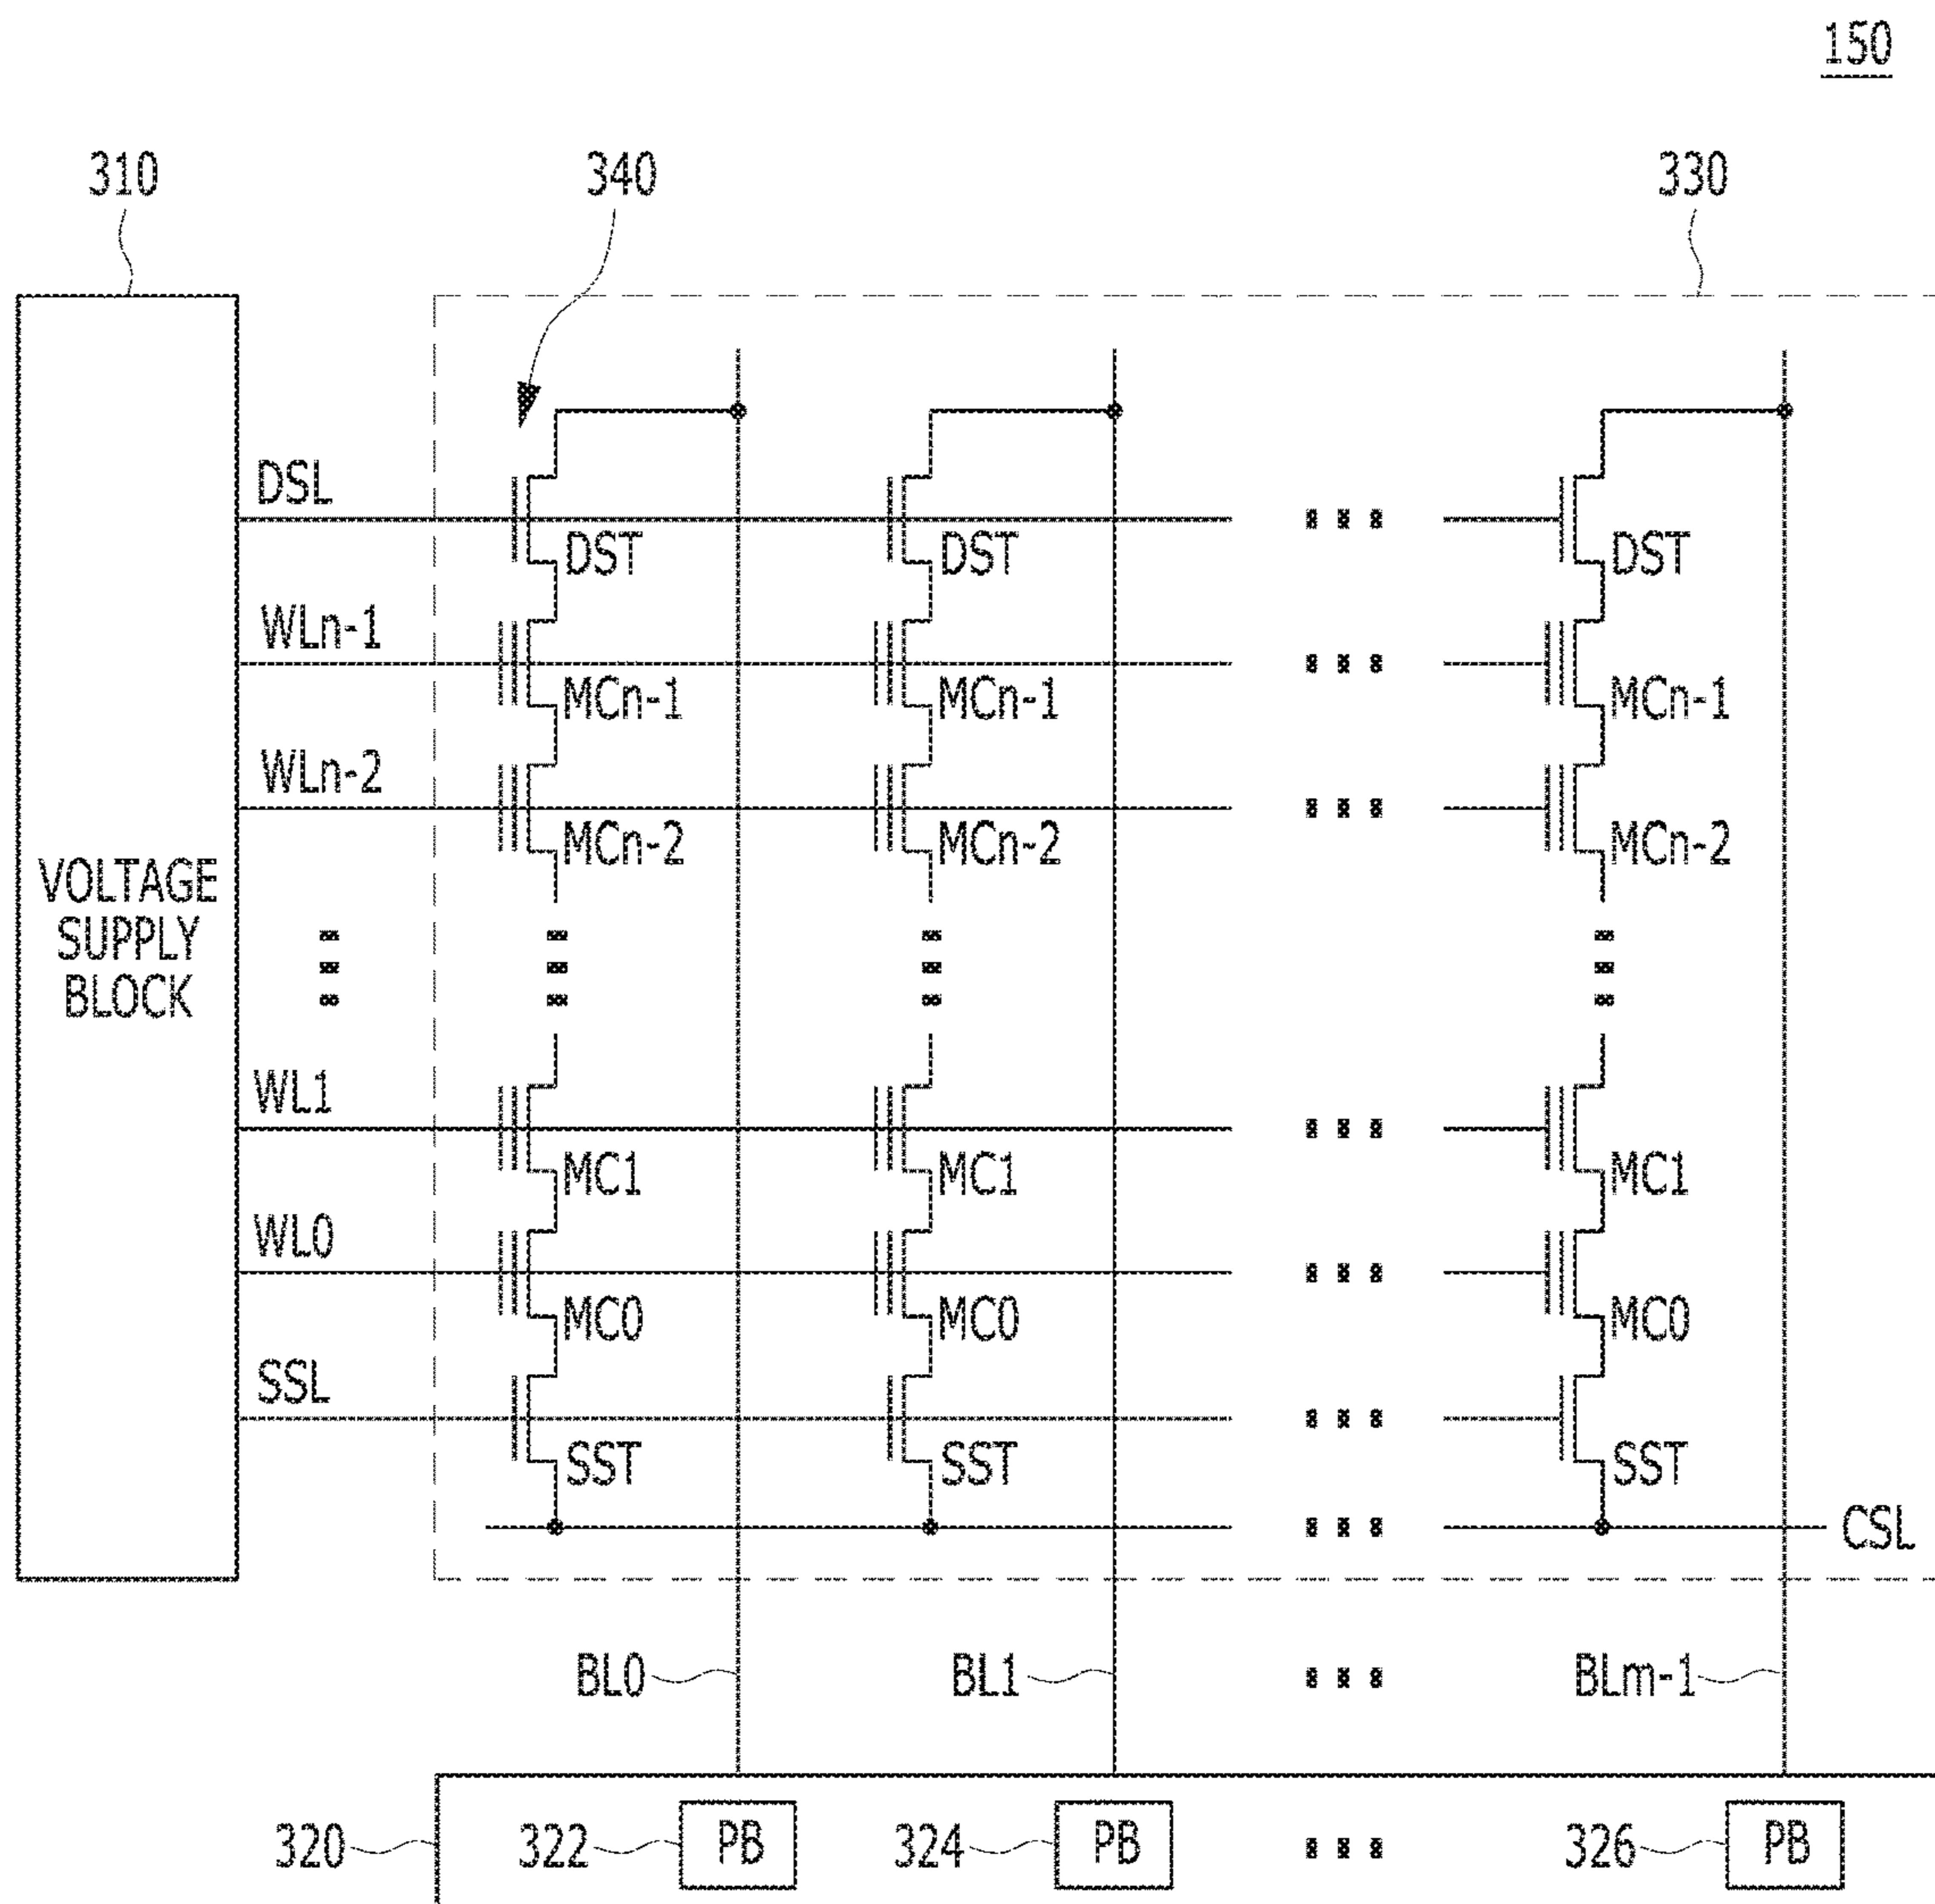 150
310 340 330
DSL
DST DST DST
WLn-1
MCn-1 MCn-1 MCn-1
WLn-2
MCn-2 MCn-2 MCn-2
VOLTAGE
SUPPLY
BLOCK
WL1
MC1 MC1 MC1
WL0
MC0 MC0 MC0
SSL
SST SST SST
CSL
BL0 BL1 BLm-1
320 322 PB 324 PB 326 PB